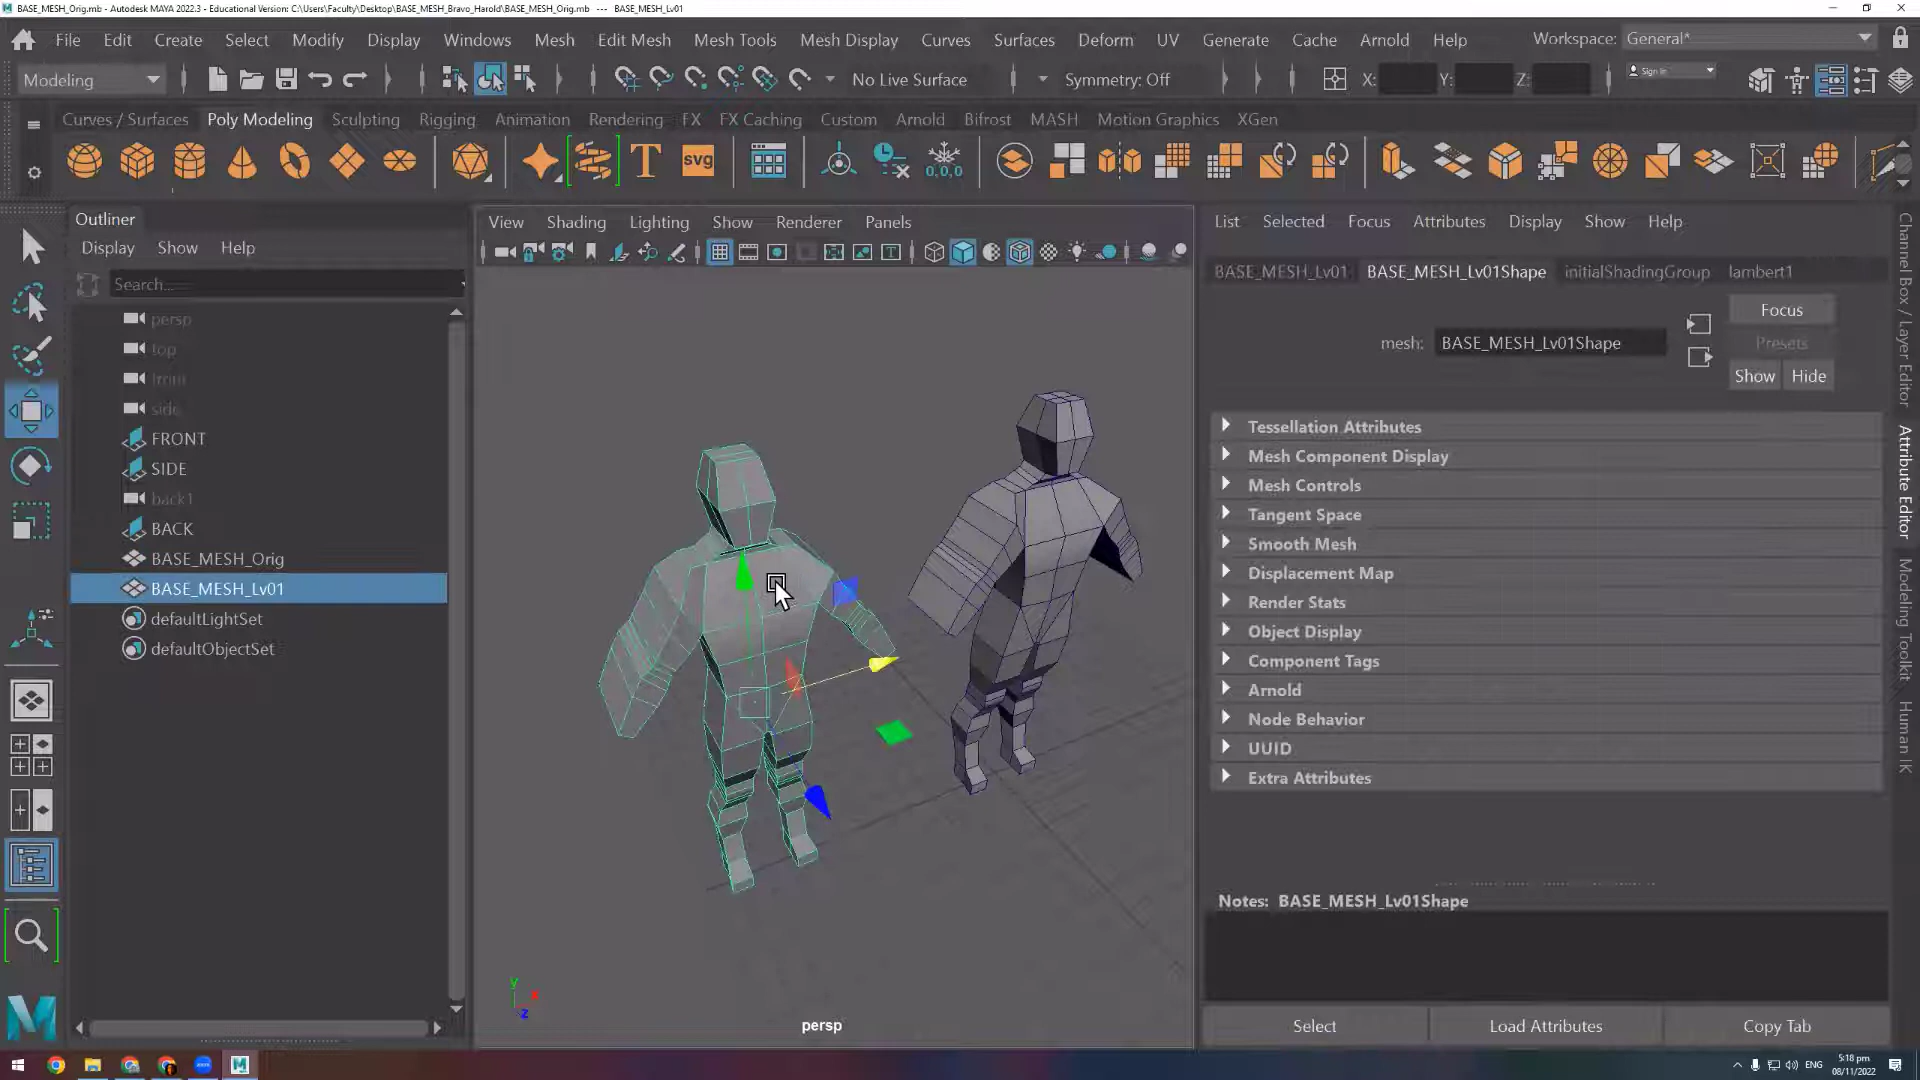 BASE_MESH_Orig.mb - Autodesk MAYA 2022.3 - Educational Version: C:\Users\Faculty\Desktop\BASE_MESH_Bravo_Harold\BASE_MESH_Orig.mb --- BASE_MESH_Lv01
File Edit Create Select Modify Display Windows Mesh Edit Mesh Mesh Tools Mesh Display Curves Surfaces Deform UV Generate Cache Arnold Help Workspace: General*
Modeling No Live Surface Symmetry: Off X: Y: Z: Sign In
Curves / Surfaces Poly Modeling Sculpting Rigging Animation Rendering FX FX Caching Custom Arnold Bifrost MASH Motion Graphics XGen
T svg 0,0,0
Outliner
Display Show Help
Search...
persp
top
front
side
FRONT
SIDE
back1
BACK
BASE_MESH_Orig
BASE_MESH_Lv01
defaultLightSet
defaultObjectSet
View Shading Lighting Show Renderer Panels
y
x
z
persp
List Selected Focus Attributes Display Show Help
BASE_MESH_Lv01 BASE_MESH_Lv01Shape initialShadingGroup lambert1
Focus
mesh: BASE_MESH_Lv01Shape
Presets
Show Hide
Tessellation Attributes
Mesh Component Display
Mesh Controls
Tangent Space
Smooth Mesh
Displacement Map
Render Stats
Object Display
Component Tags
Arnold
Node Behavior
UUID
Extra Attributes
Notes: BASE_MESH_Lv01Shape
Select Load Attributes Copy Tab
Channel Box / Layer Editor
Attribute Editor
Modeling Toolkit
Human IK
ENG
5:18 pm
08/11/2022